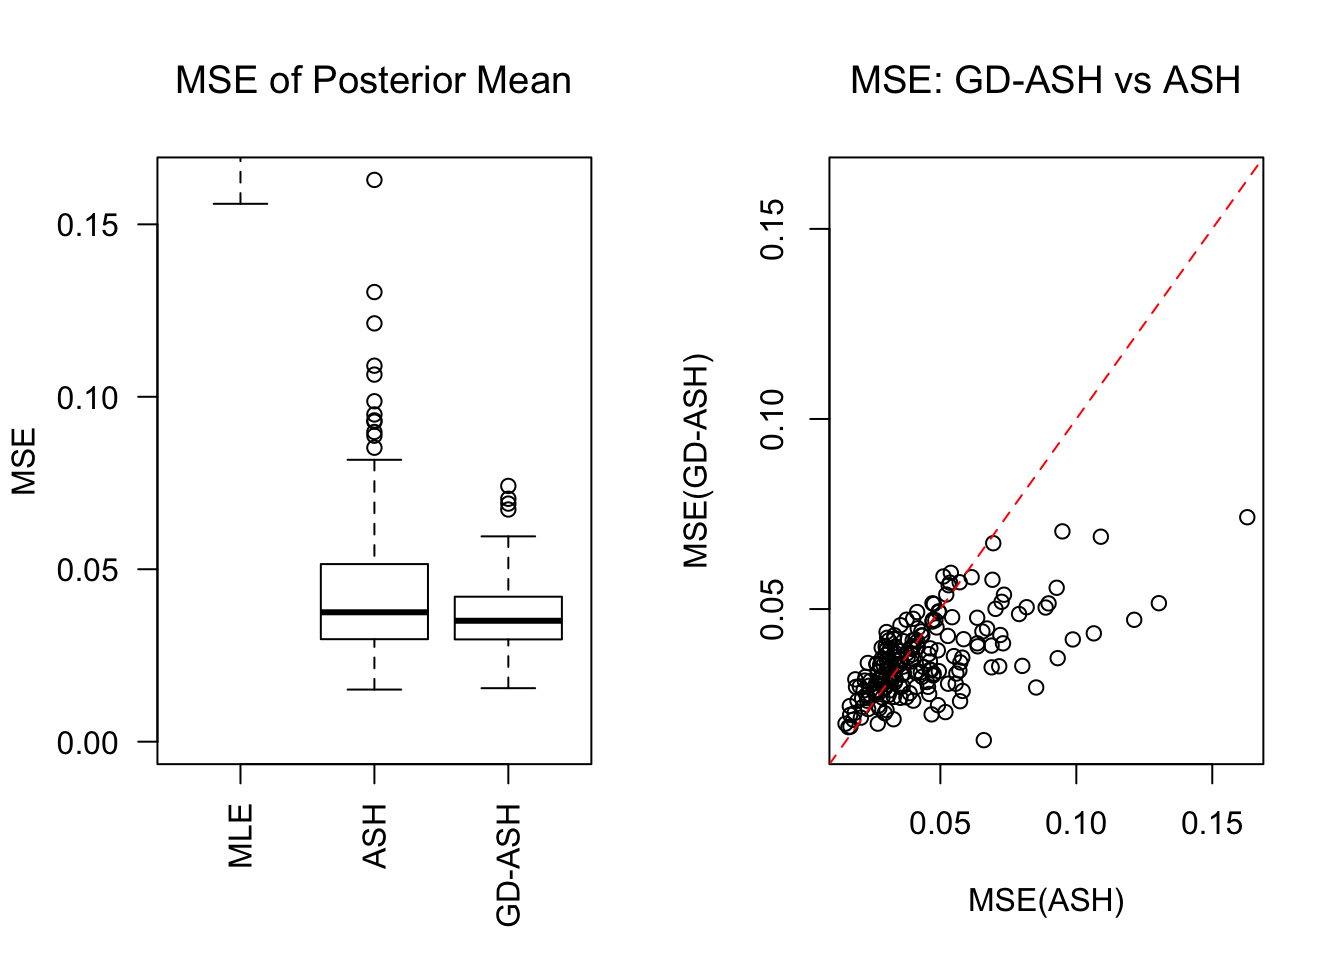 MSE of Posterior Mean
MSE
0.15
0.10
0.05
0.00
MLE
ASH
GD-ASH
MSE: GD-ASH vs ASH
MSE(GD-ASH)
0.15
0.10
0.05
0.05
0.10
0.15
MSE(ASH)